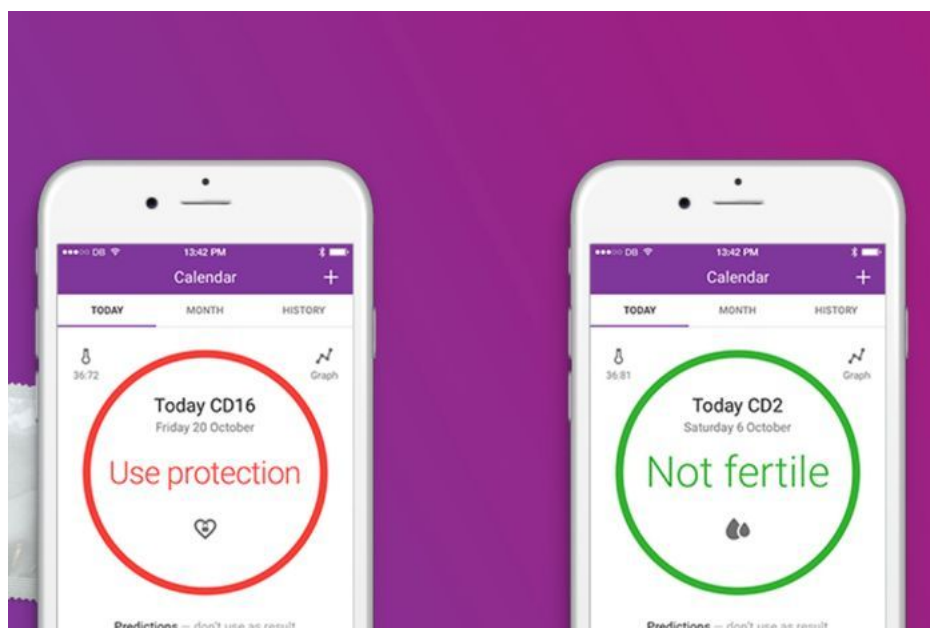 DB 13:42 PM
Calendar +
TODAY MONTH HISTORY
36:72 Graph
Today CD16
Friday 20 October
Use protection
Predictions – don't use as result
DB 13:42 PM
Calendar +
TODAY MONTH HISTORY
36:81 Graph
Today CD2
Saturday 6 October
Not fertile
Predictions – don't use as result